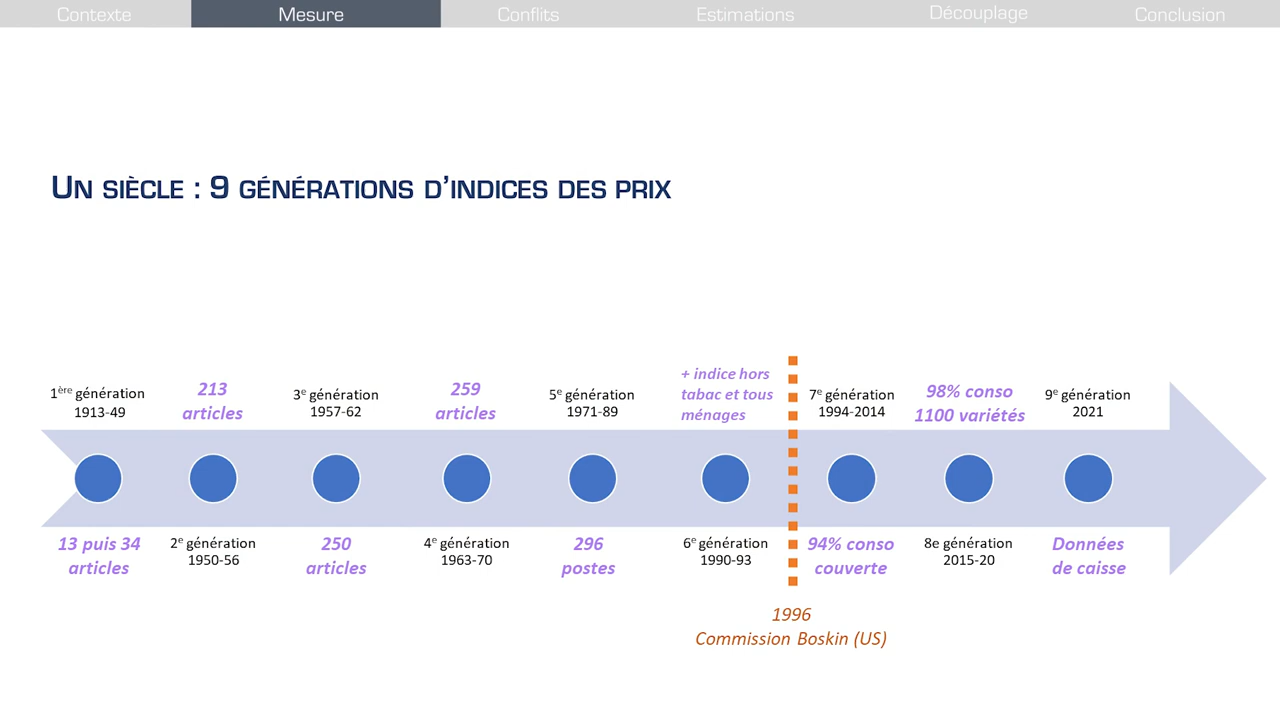 Contexte
Mesure
Conflits
Estimations
Découplage
Conclusion
Un siècle : 9 générations d’indices des prix
1ère génération
1913-49
13 puis 34
articles
213
articles
2e génération
1950-56
3e génération
1957-62
250
articles
259
articles
4e génération
1963-70
5e génération
1971-89
296
postes
+ indice hors
tabac et tous
ménages
6e génération
1990-93
7e génération
1994-2014
94% conso
couverte
98% conso
1100 variétés
8e génération
2015-20
9e génération
2021
Données
de caisse
1996
Commission Boskin (US)